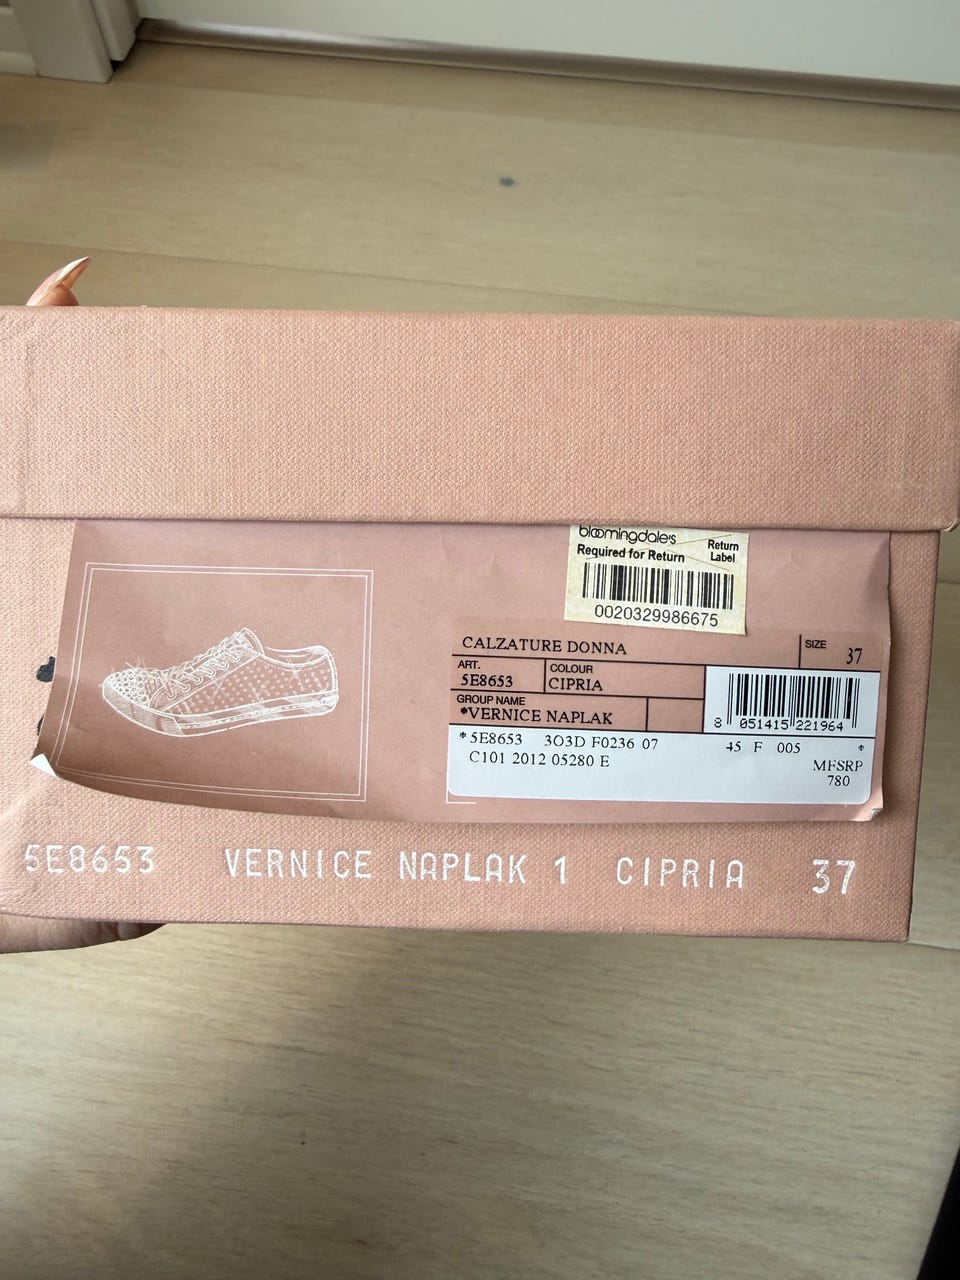 bloomingdale's
Return
Label
Required for Return
0020329986675
CALZATURE DONNA
SIZE
37
ART.
5E8653
COLOUR
CIPRIA
GROUP NAME
*VERNICE NAPLAK
8 051415 221964
*5E8653 3O3D F0236 07 45 F 005 *
C101 2012 05280 E
MFSRP
780
5E8653 VERNICE NAPLAK 1 CIPRIA 37